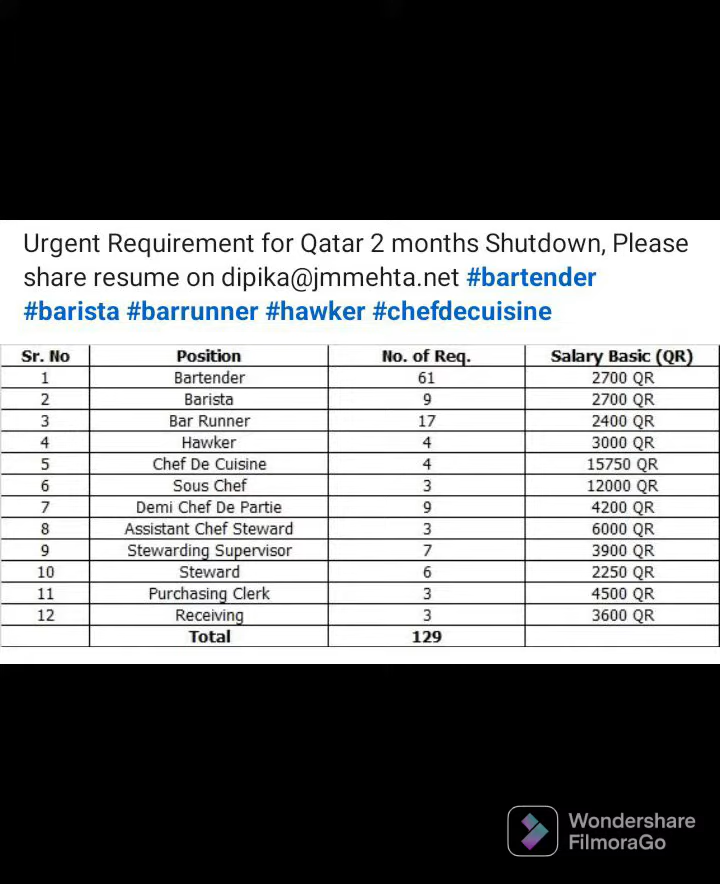 Urgent Requirement for Qatar 2 months Shutdown, Please
share resume on dipika@jmmehta.net #bartender
#barista #barrunner #hawker #chefdecuisine
Sr. No Position No. of Req. Salary Basic (QR)
1 Bartender 61 2700 QR
2 Barista 9 2700 QR
3 Bar Runner 17 2400 QR
4 Hawker 4 3000 QR
5 Chef De Cuisine 4 15750 QR
6 Sous Chef 3 12000 QR
7 Demi Chef De Partie 9 4200 QR
8 Assistant Chef Steward 3 6000 QR
9 Stewarding Supervisor 7 3900 QR
10 Steward 6 2250 QR
11 Purchasing Clerk 3 4500 QR
12 Receiving 3 3600 QR
Total 129
Wondershare
FilmoraGo